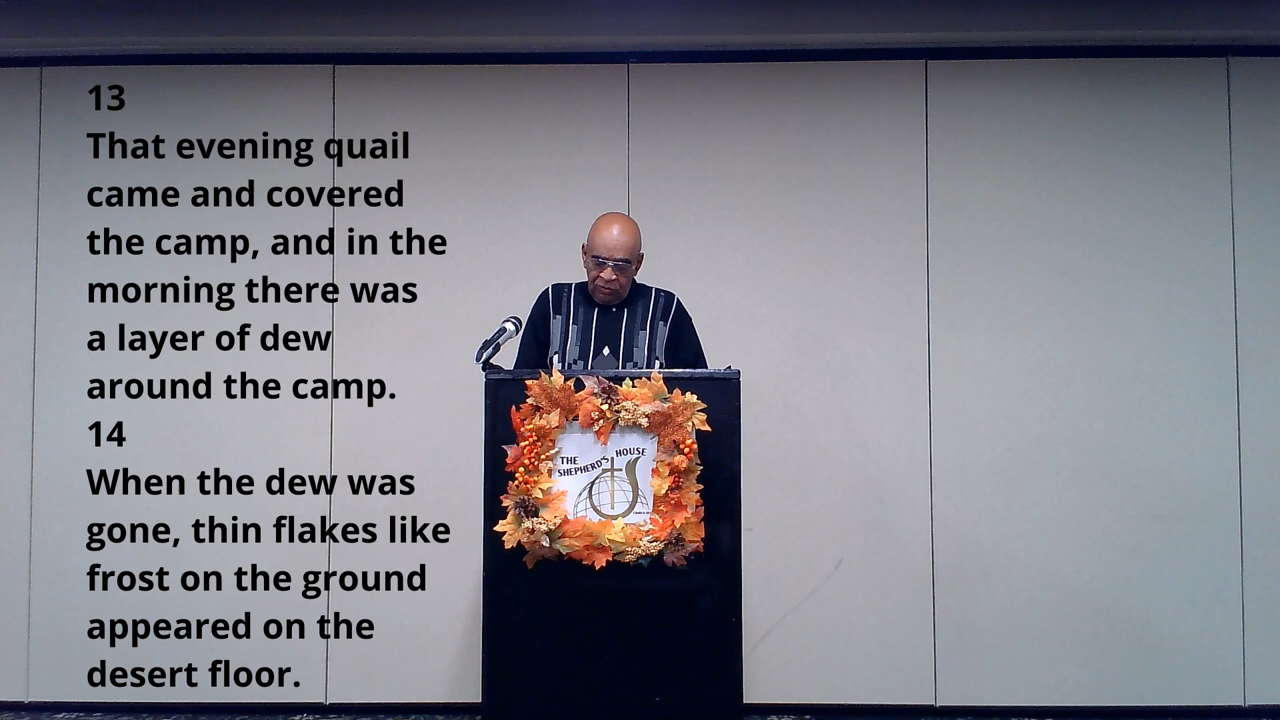 13
That evening quail
came and covered
the camp, and in the
morning there was
a layer of dew
around the camp.
14
When the dew was
gone, thin flakes like
frost on the ground
appeared on the
desert floor.
THE SHEPHERD'S HOUSE